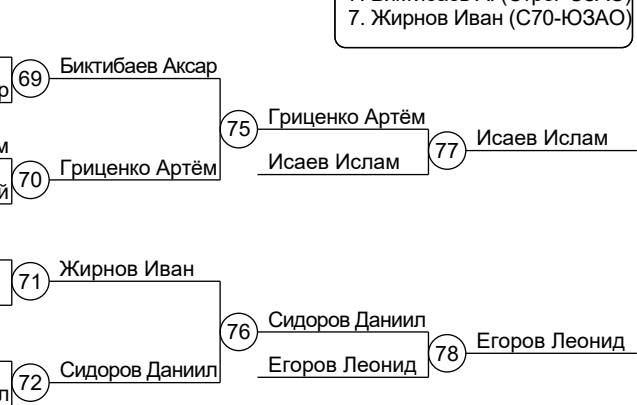 7. Жирнов Иван (С70-ЮЗАО)
69 Биктибаев Аксар
75 Гриценко Артём
77 Исаев Ислам
Исаев Ислам
70 Гриценко Артём
71 Жирнов Иван
76 Сидоров Даниил
78 Егоров Леонид
Егоров Леонид
72 Сидоров Даниил